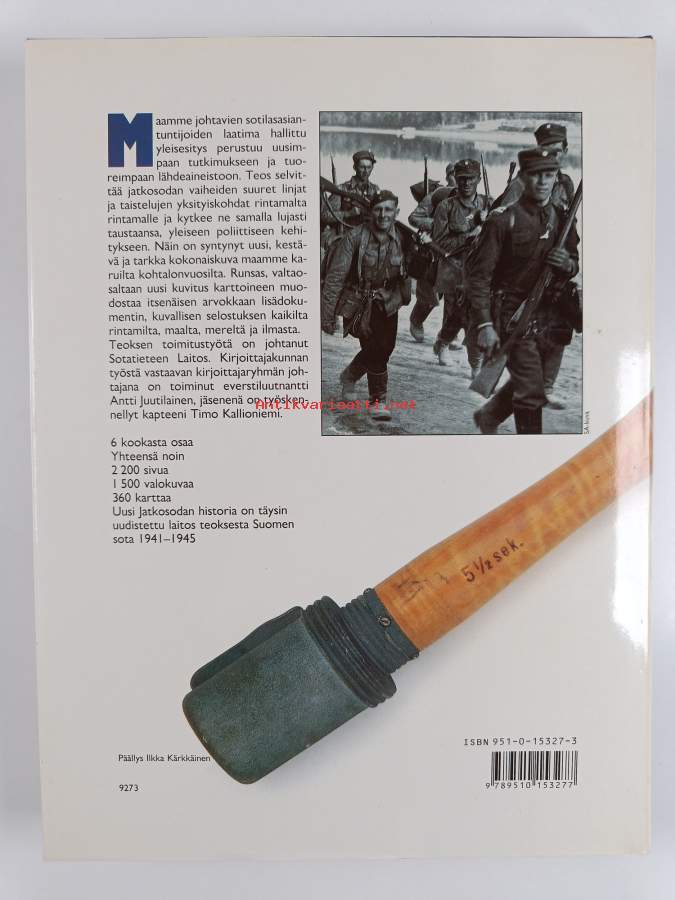 Maamme johtavien sotilasasian-
tuntijoiden laatima hallittu
yleisesitys perustuu uusim-
paan tutkimukseen ja tuo-
reimpaan lähdeaineistoon. Teos selvit-
tää jatkosodan vaiheiden suuret linjat
ja taistelujen yksityiskohdat rintamalta
rintamalle ja kytkee ne samalla lujasti
taustaansa, yleiseen poliittiseen kehi-
tykseen. Näin on syntynyt uusi, kestä-
vä ja tarkka kokonaiskuva maamme ka-
ruilta kohtalonvuosilta. Runsas, valtao-
saltaan uusi kuvitus karttoineen muo-
dostaa itsenäisen arvokkaan lisädoku-
mentin, kuvallisen selostuksen kaikilta
rintamilta, maalta, mereltä ja ilmasta.
Teoksen toimitustyötä on johtanut
Sotatieteen Laitos. Kirjoittajakunnan
työstä vastaavan kirjoittajaryhmän joh-
tajana on toiminut everstiluutnantti
Antti Juutilainen, jäsenenä on työsken-
nellyt kapteeni Timo Kallioniemi.
Antikvariaatti.net
SA-kuva
6 kookasta osaa
Yhteensä noin
2 200 sivua
1 500 valokuvaa
360 karttaa
Uusi Jatkosodan historia on täysin
uudistettu laitos teoksesta Suomen
sota 1941–1945
5 1/2 sek.
ISBN 951-0-15327-3
9 789510 153277
Päällys Ilkka Kärkkäinen
9273